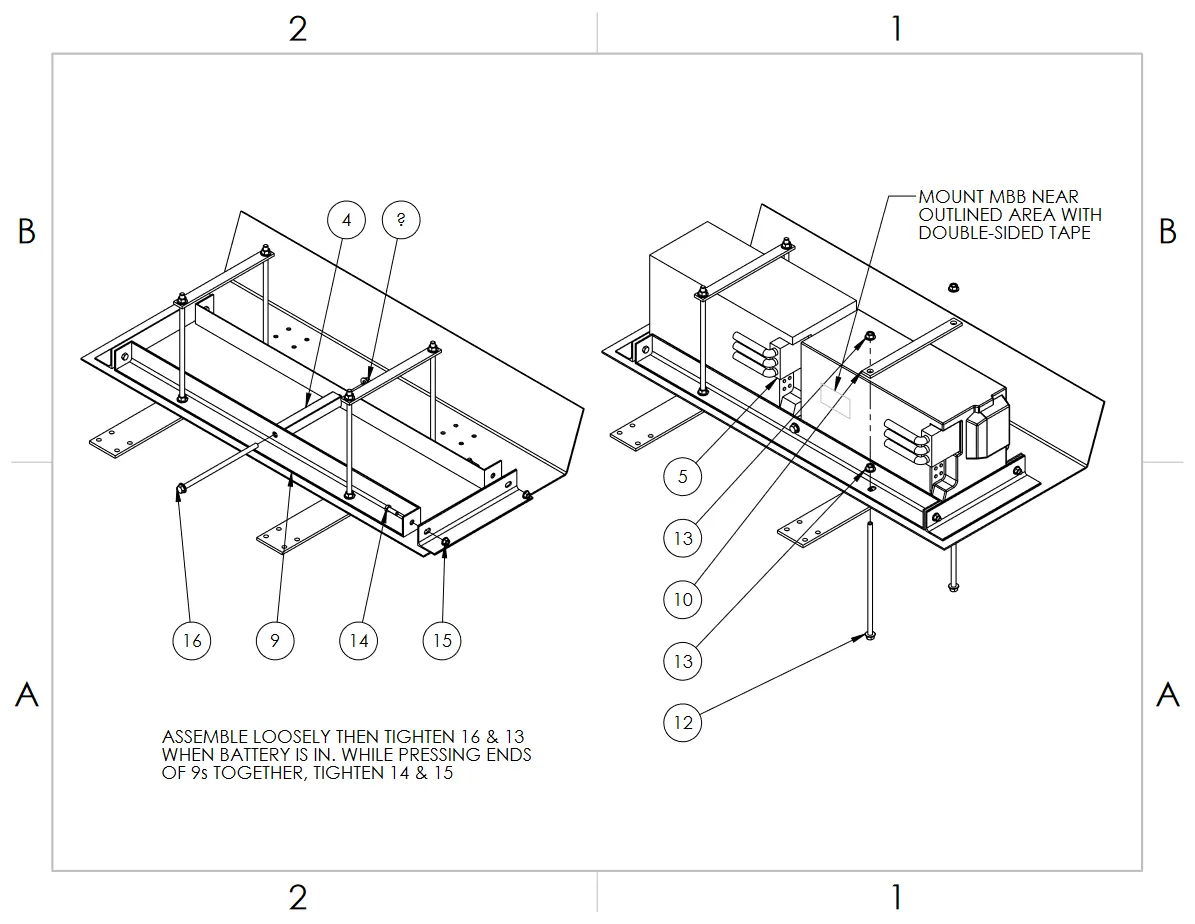 2
1
B
B
4
?
MOUNT MBB NEAR
OUTLINED AREA WITH
DOUBLE-SIDED TAPE
5
13
10
13
12
16
9
14
15
A
A
ASSEMBLE LOOSELY THEN TIGHTEN 16 & 13
WHEN BATTERY IS IN. WHILE PRESSING ENDS
OF 9s TOGETHER, TIGHTEN 14 & 15
2
1